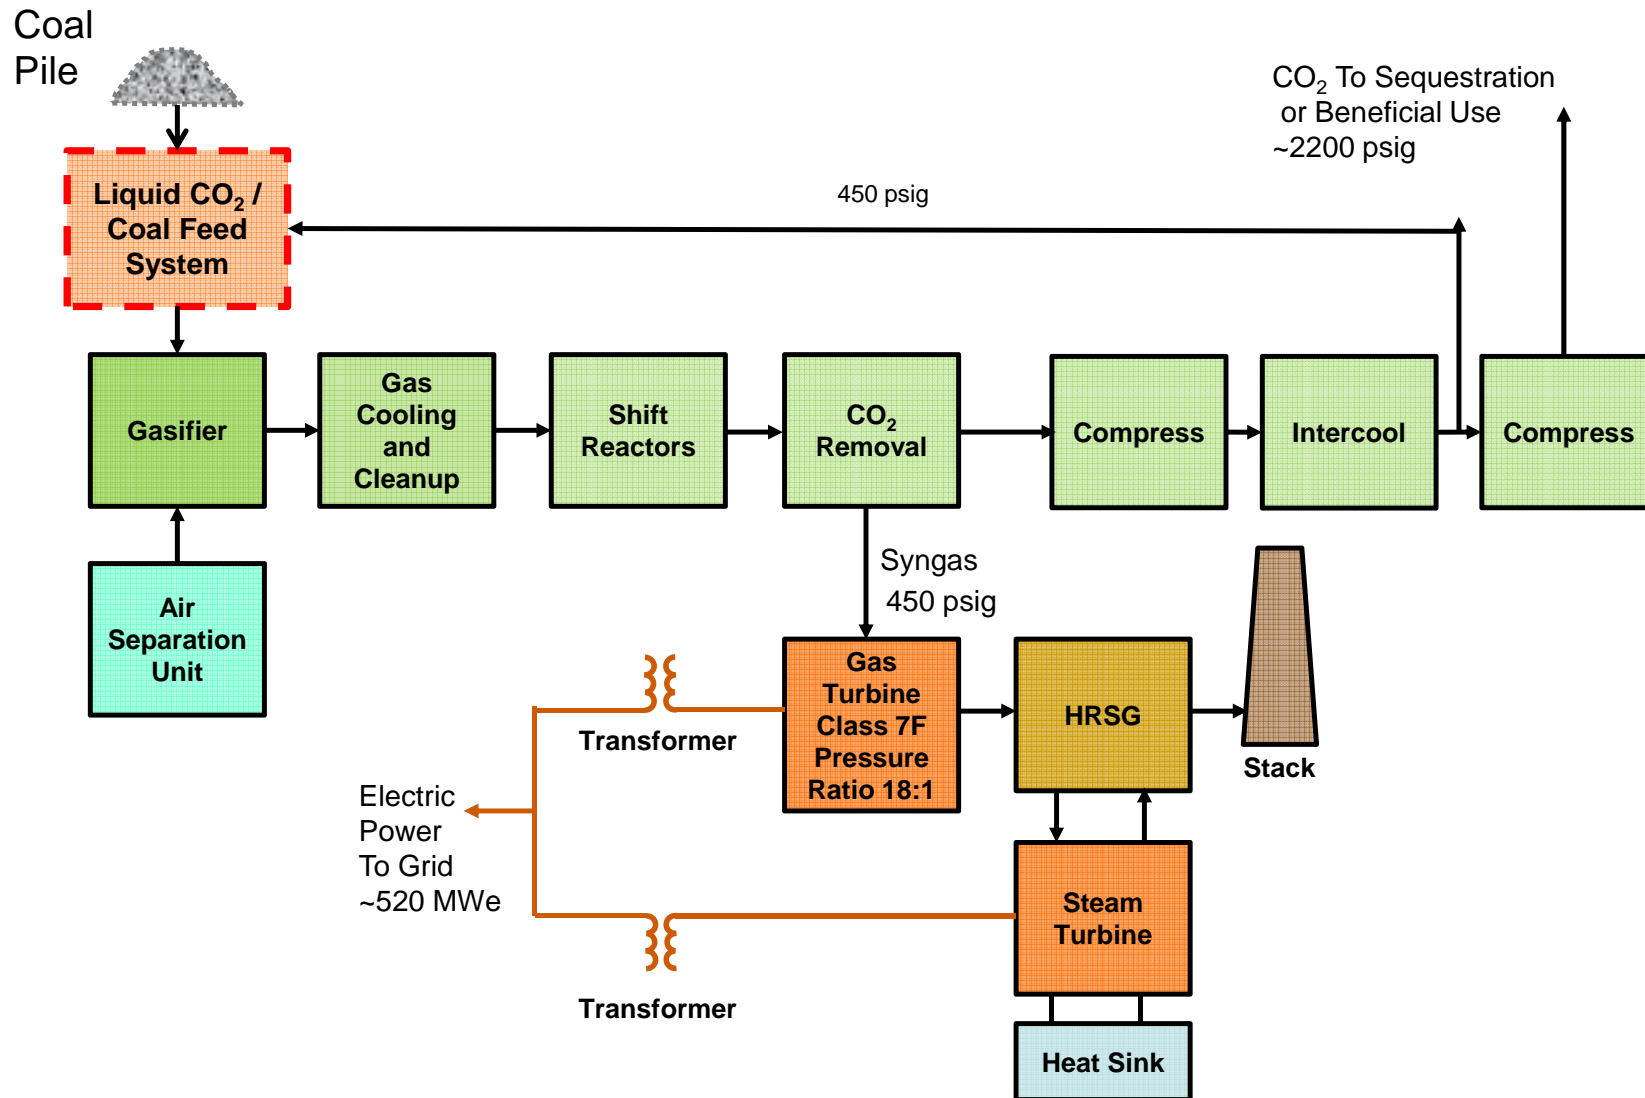 Coal
Pile
CO₂ To Sequestration
or Beneficial Use
~2200 psig
450 psig
Liquid CO₂ /
Coal Feed
System
Gasifier
Gas
Cooling
and
Cleanup
Shift
Reactors
CO₂
Removal
Compress
Intercool
Compress
Syngas
450 psig
Air
Separation
Unit
Gas
Turbine
Class 7F
Pressure
Ratio 18:1
HRSG
Stack
Transformer
Electric
Power
To Grid
~520 MWe
Steam
Turbine
Transformer
Heat Sink